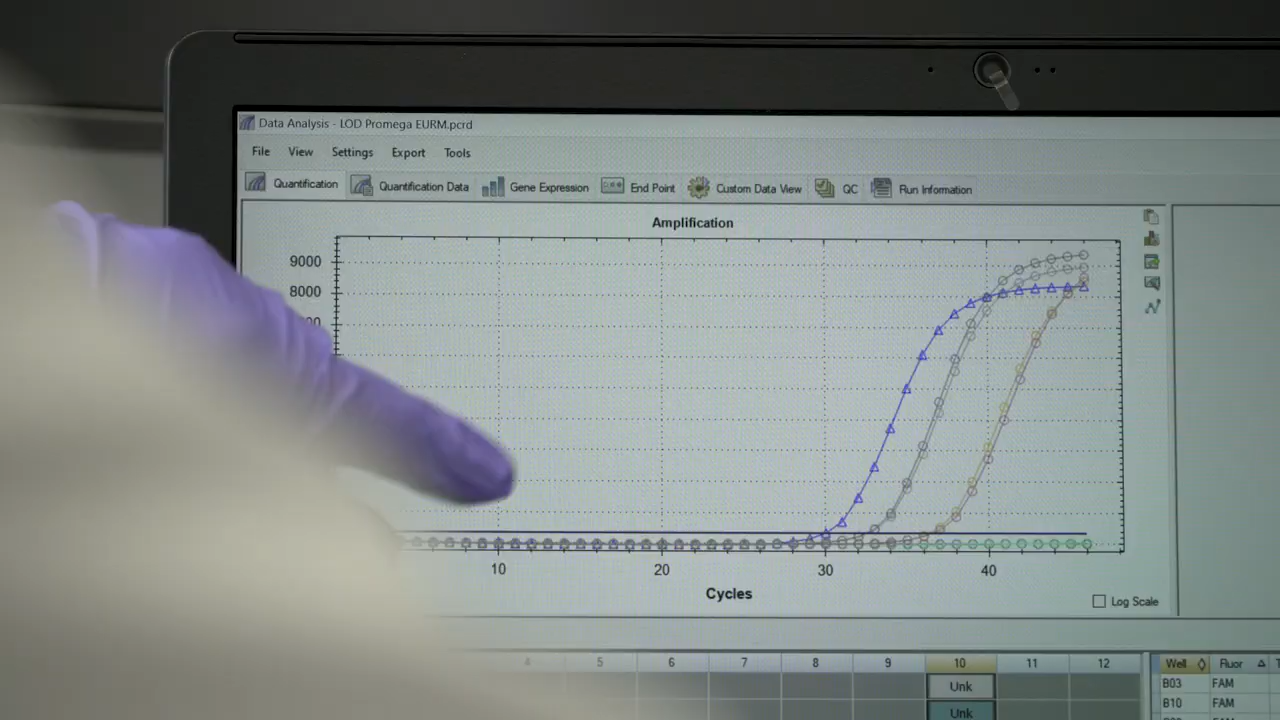 Data Analysis - LOD Promega EURM.pcrd
File View Settings Export Tools
Quantification Quantification Data Gene Expression End Point Custom Data View QC Run Information
Amplification
9000
8000
10 20 30 40
Cycles
Log Scale
4 5 6 7 8 9 10 11 12
Well Fluor
Unk
B03 FAM
B10 FAM
Unk